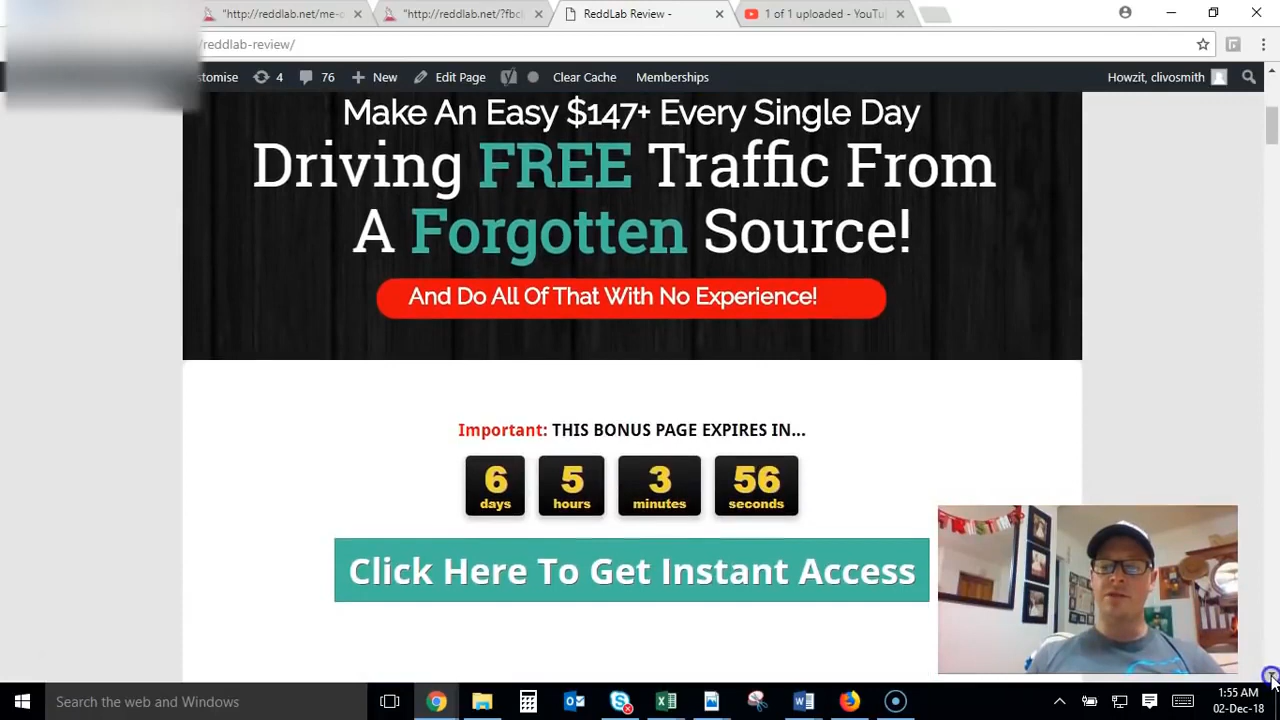 "http://reddlab.net/me-c
"http://reddlab.net/?fbcl
ReddLab Review -
1 of 1 uploaded - YouTu
/reddlab-review/
stomise
4
76
New
Edit Page
Clear Cache
Memberships
Howzit, clivosmith
Make An Easy $147+ Every Single Day
Driving FREE Traffic From
A Forgotten Source!
And Do All Of That With No Experience!
Important: THIS BONUS PAGE EXPIRES IN...
6 5 3 56
days hours minutes seconds
Click Here To Get Instant Access
Search the web and Windows
1:55 AM
02-Dec-18